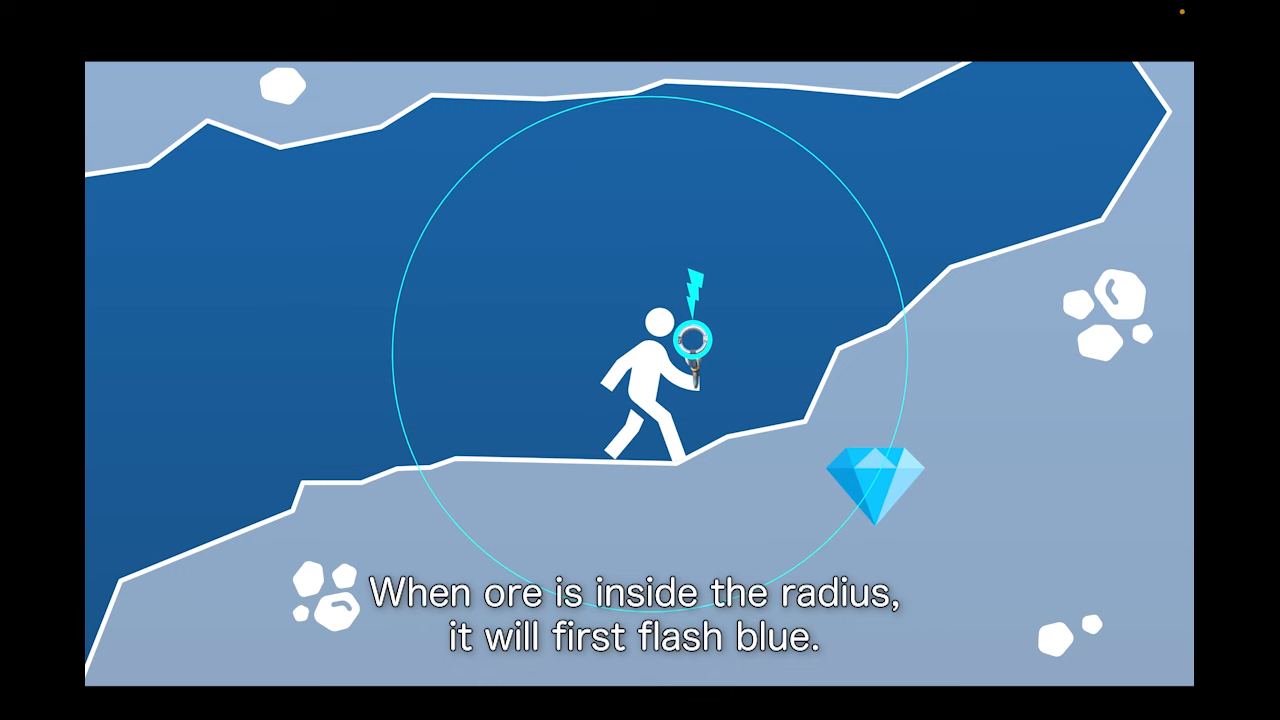 When ore is inside the radius,
it will first flash blue.